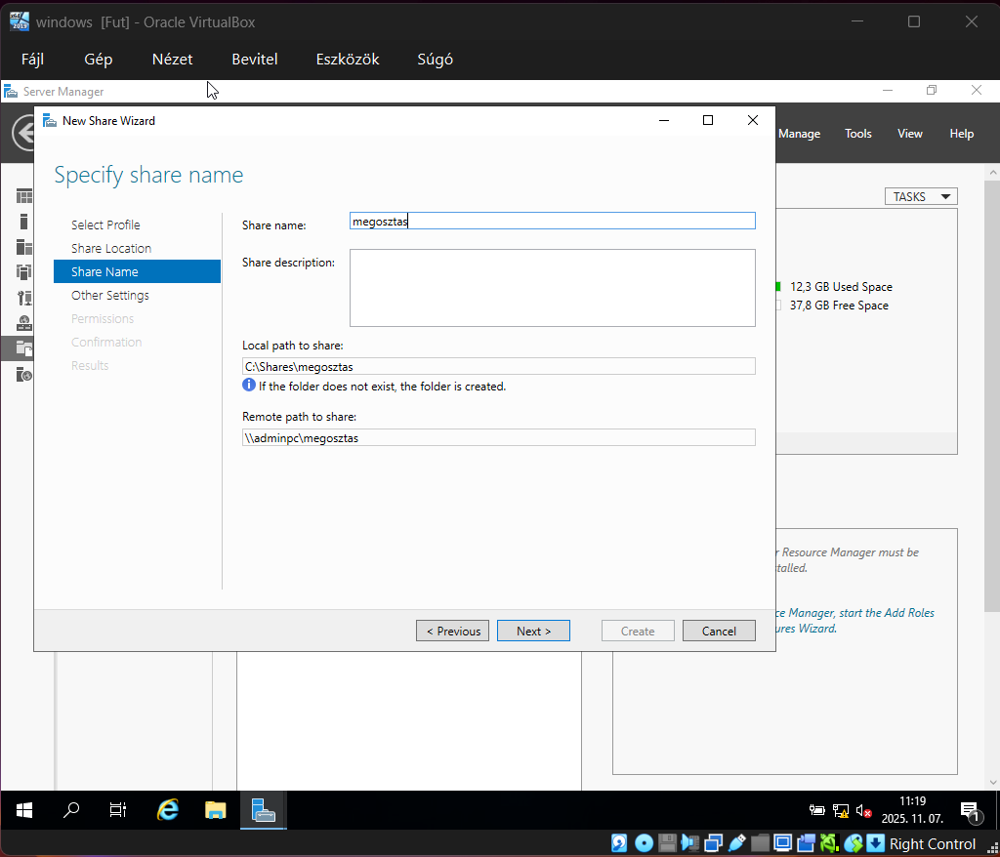 windows [Fut] - Oracle VirtualBox
Fájl Gép Nézet Bevitel Eszközök Súgó
Server Manager
New Share Wizard
Manage Tools View Help
Specify share name
TASKS
Select Profile
Share Location
Share Name
Other Settings
Permissions
Confirmation
Results
Share name: megosztas
Share description:
Local path to share:
C:\Shares\megosztas
If the folder does not exist, the folder is created.
Remote path to share:
\\adminpc\megosztas
12,3 GB Used Space
37,8 GB Free Space
r Resource Manager must be
talled.
ce Manager, start the Add Roles
ures Wizard.
< Previous Next > Create Cancel
11:19
2025. 11. 07.
1
Right Control